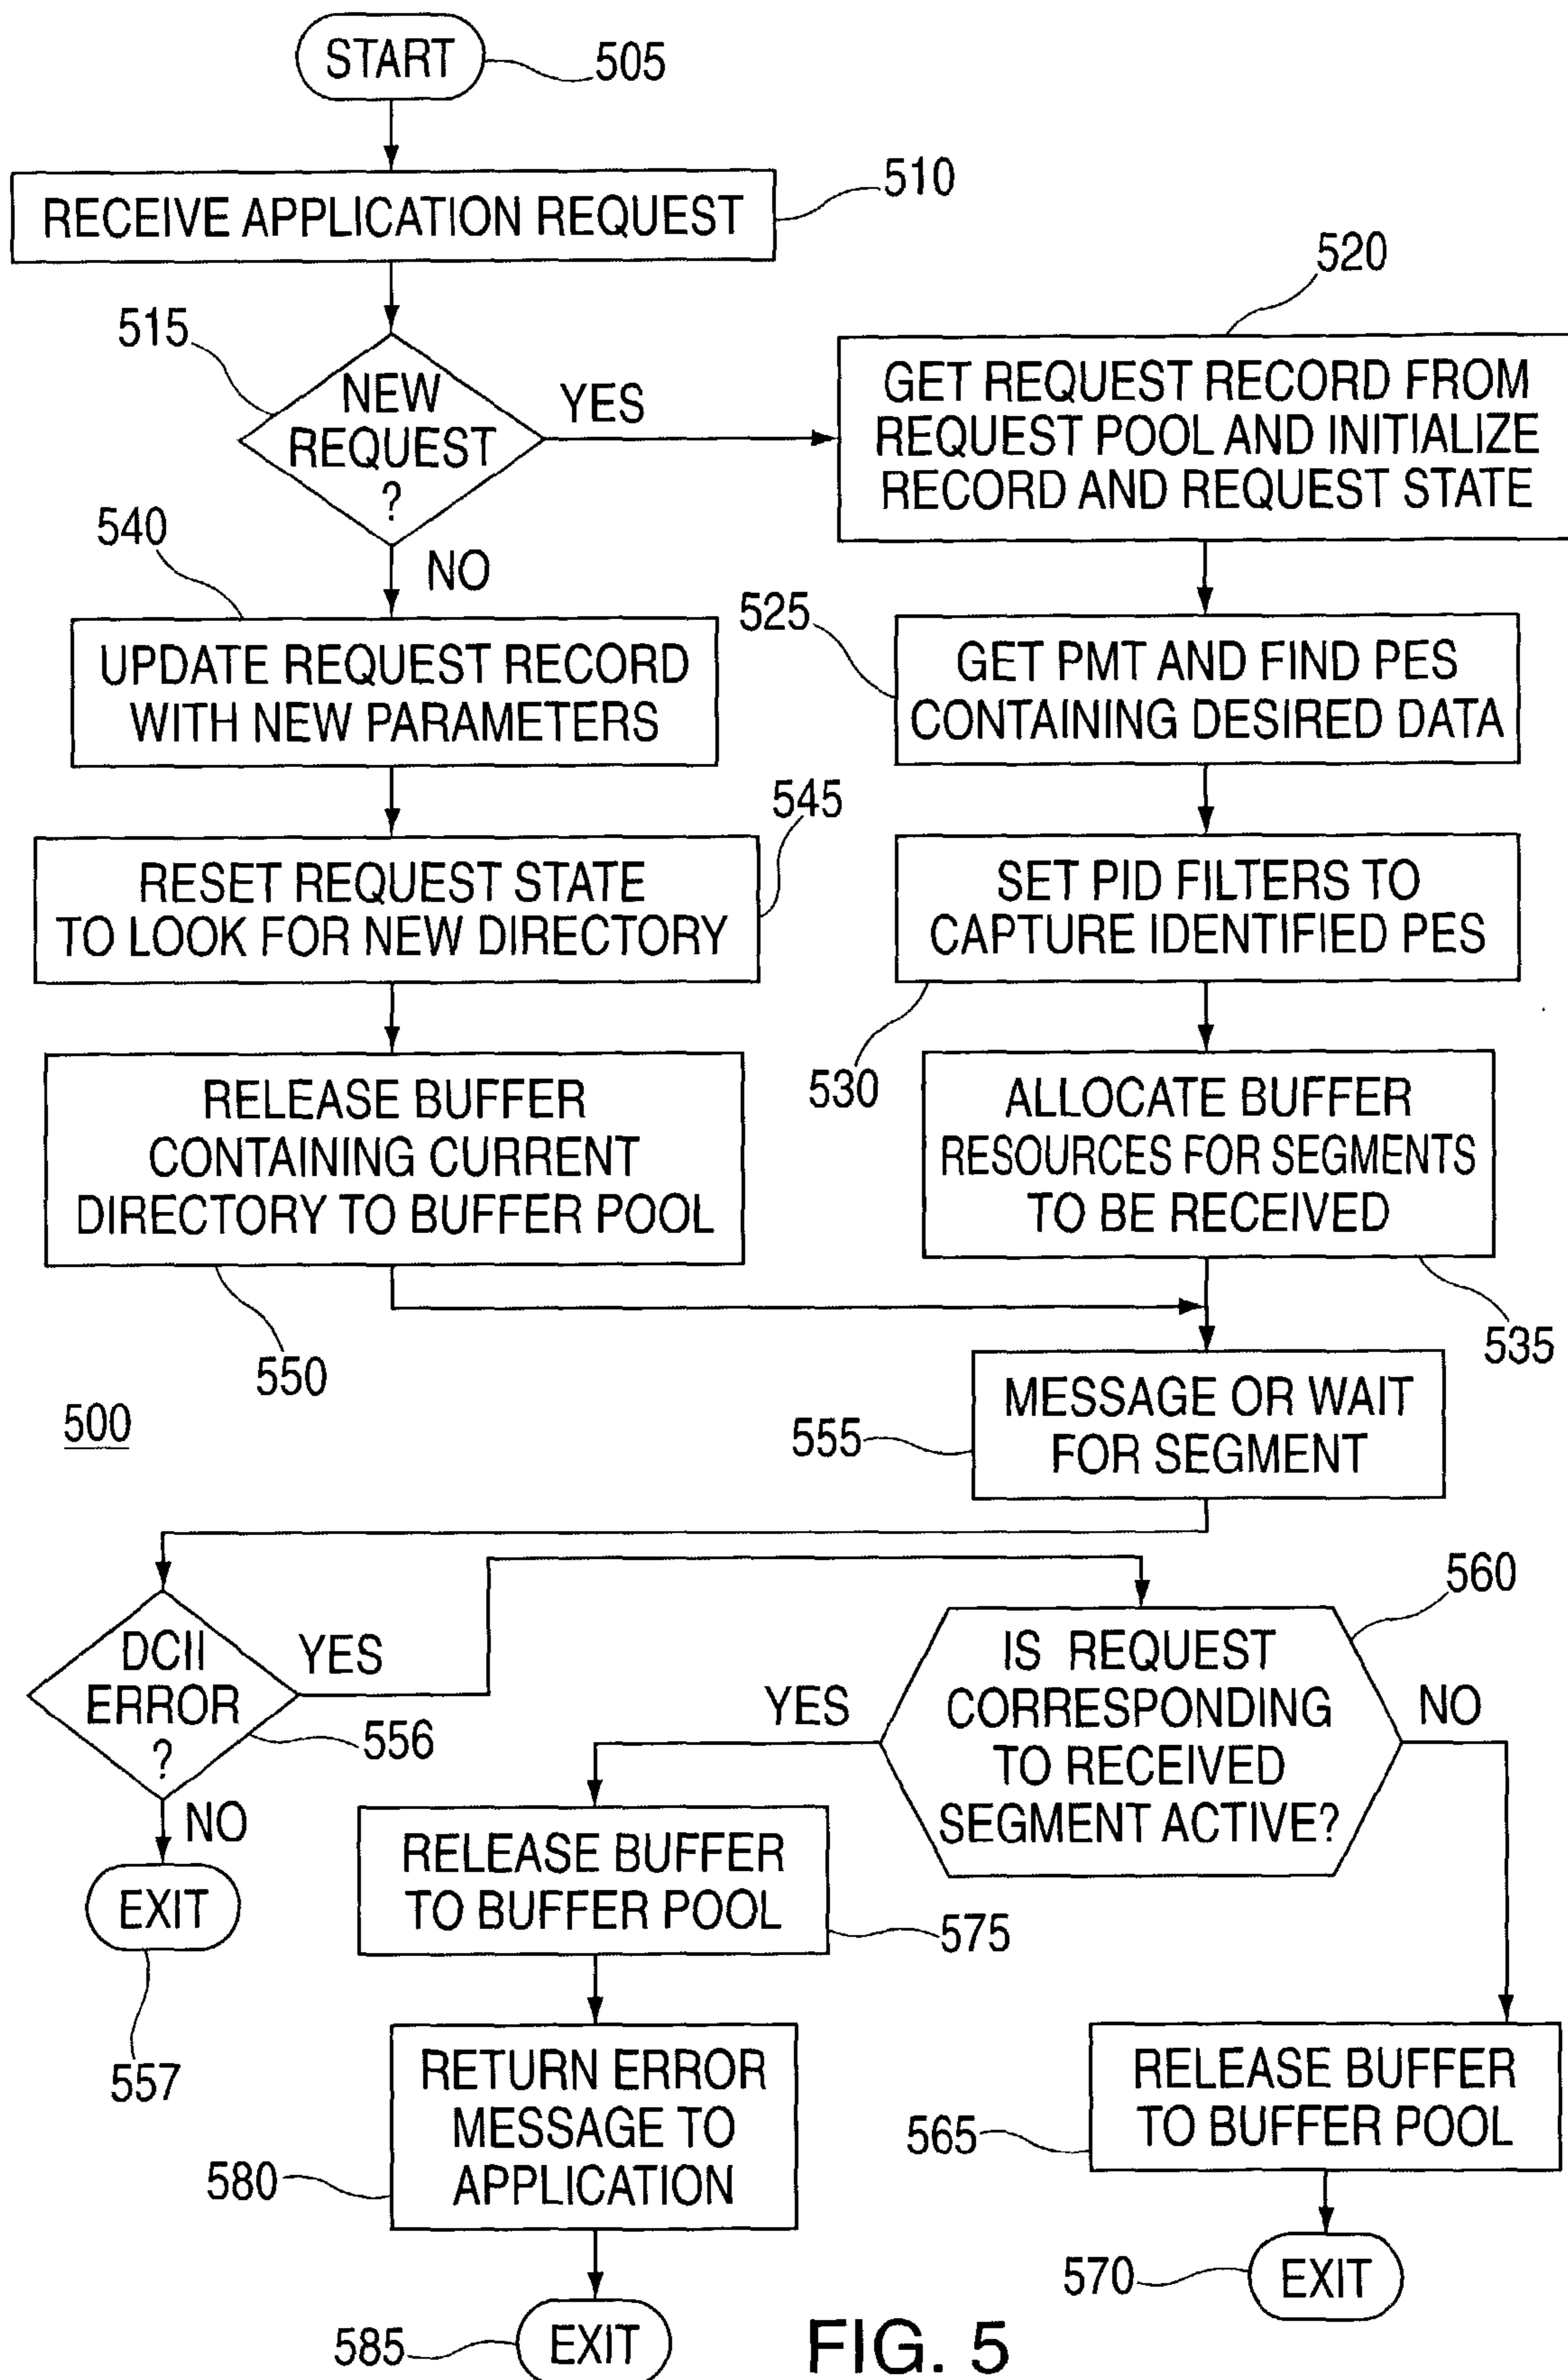 START
505
RECEIVE APPLICATION REQUEST
510
515
NEW
REQUEST
?
YES
NO
520
GET REQUEST RECORD FROM
REQUEST POOL AND INITIALIZE
RECORD AND REQUEST STATE
540
UPDATE REQUEST RECORD
WITH NEW PARAMETERS
525
GET PMT AND FIND PES
CONTAINING DESIRED DATA
545
RESET REQUEST STATE
TO LOOK FOR NEW DIRECTORY
SET PID FILTERS TO
CAPTURE IDENTIFIED PES
530
RELEASE BUFFER
CONTAINING CURRENT
DIRECTORY TO BUFFER POOL
550
ALLOCATE BUFFER
RESOURCES FOR SEGMENTS
TO BE RECEIVED
535
500
555
MESSAGE OR WAIT
FOR SEGMENT
DCII
ERROR
?
YES
556
NO
EXIT
557
560
IS REQUEST
CORRESPONDING
TO RECEIVED
SEGMENT ACTIVE?
YES
NO
RELEASE BUFFER
TO BUFFER POOL
575
RETURN ERROR
MESSAGE TO
APPLICATION
580
EXIT
585
RELEASE BUFFER
TO BUFFER POOL
565
EXIT
570
FIG. 5